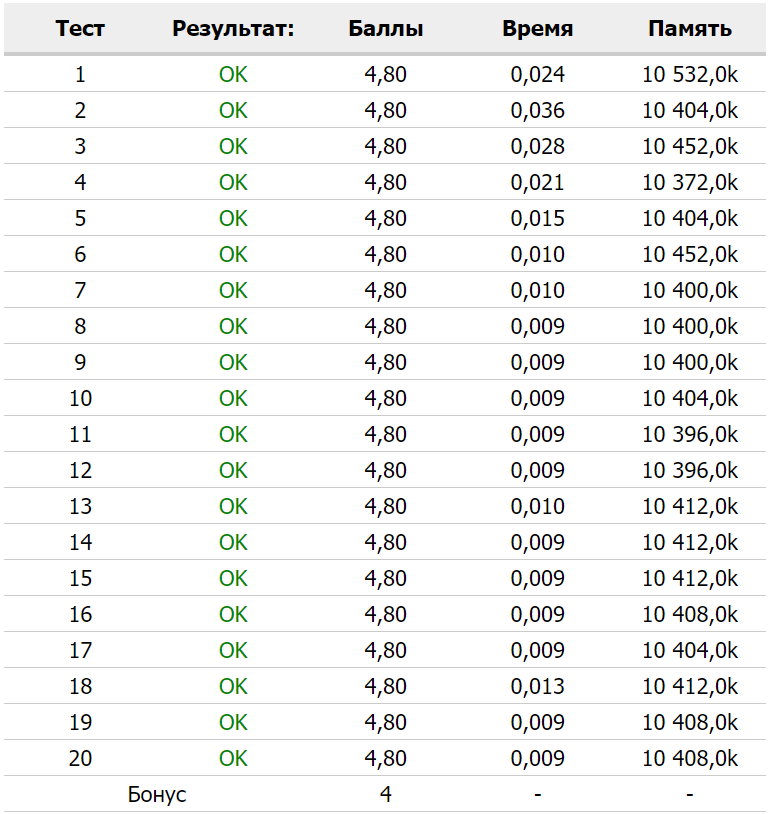 Тест Результат: Баллы Время Память
1 OK 4,80 0,024 10 532,0k
2 OK 4,80 0,036 10 404,0k
3 OK 4,80 0,028 10 452,0k
4 OK 4,80 0,021 10 372,0k
5 OK 4,80 0,015 10 404,0k
6 OK 4,80 0,010 10 452,0k
7 OK 4,80 0,010 10 400,0k
8 OK 4,80 0,009 10 400,0k
9 OK 4,80 0,009 10 400,0k
10 OK 4,80 0,009 10 404,0k
11 OK 4,80 0,009 10 396,0k
12 OK 4,80 0,009 10 396,0k
13 OK 4,80 0,010 10 412,0k
14 OK 4,80 0,009 10 412,0k
15 OK 4,80 0,009 10 412,0k
16 OK 4,80 0,009 10 408,0k
17 OK 4,80 0,009 10 404,0k
18 OK 4,80 0,013 10 412,0k
19 OK 4,80 0,009 10 408,0k
20 OK 4,80 0,009 10 408,0k
Бонус 4 - -